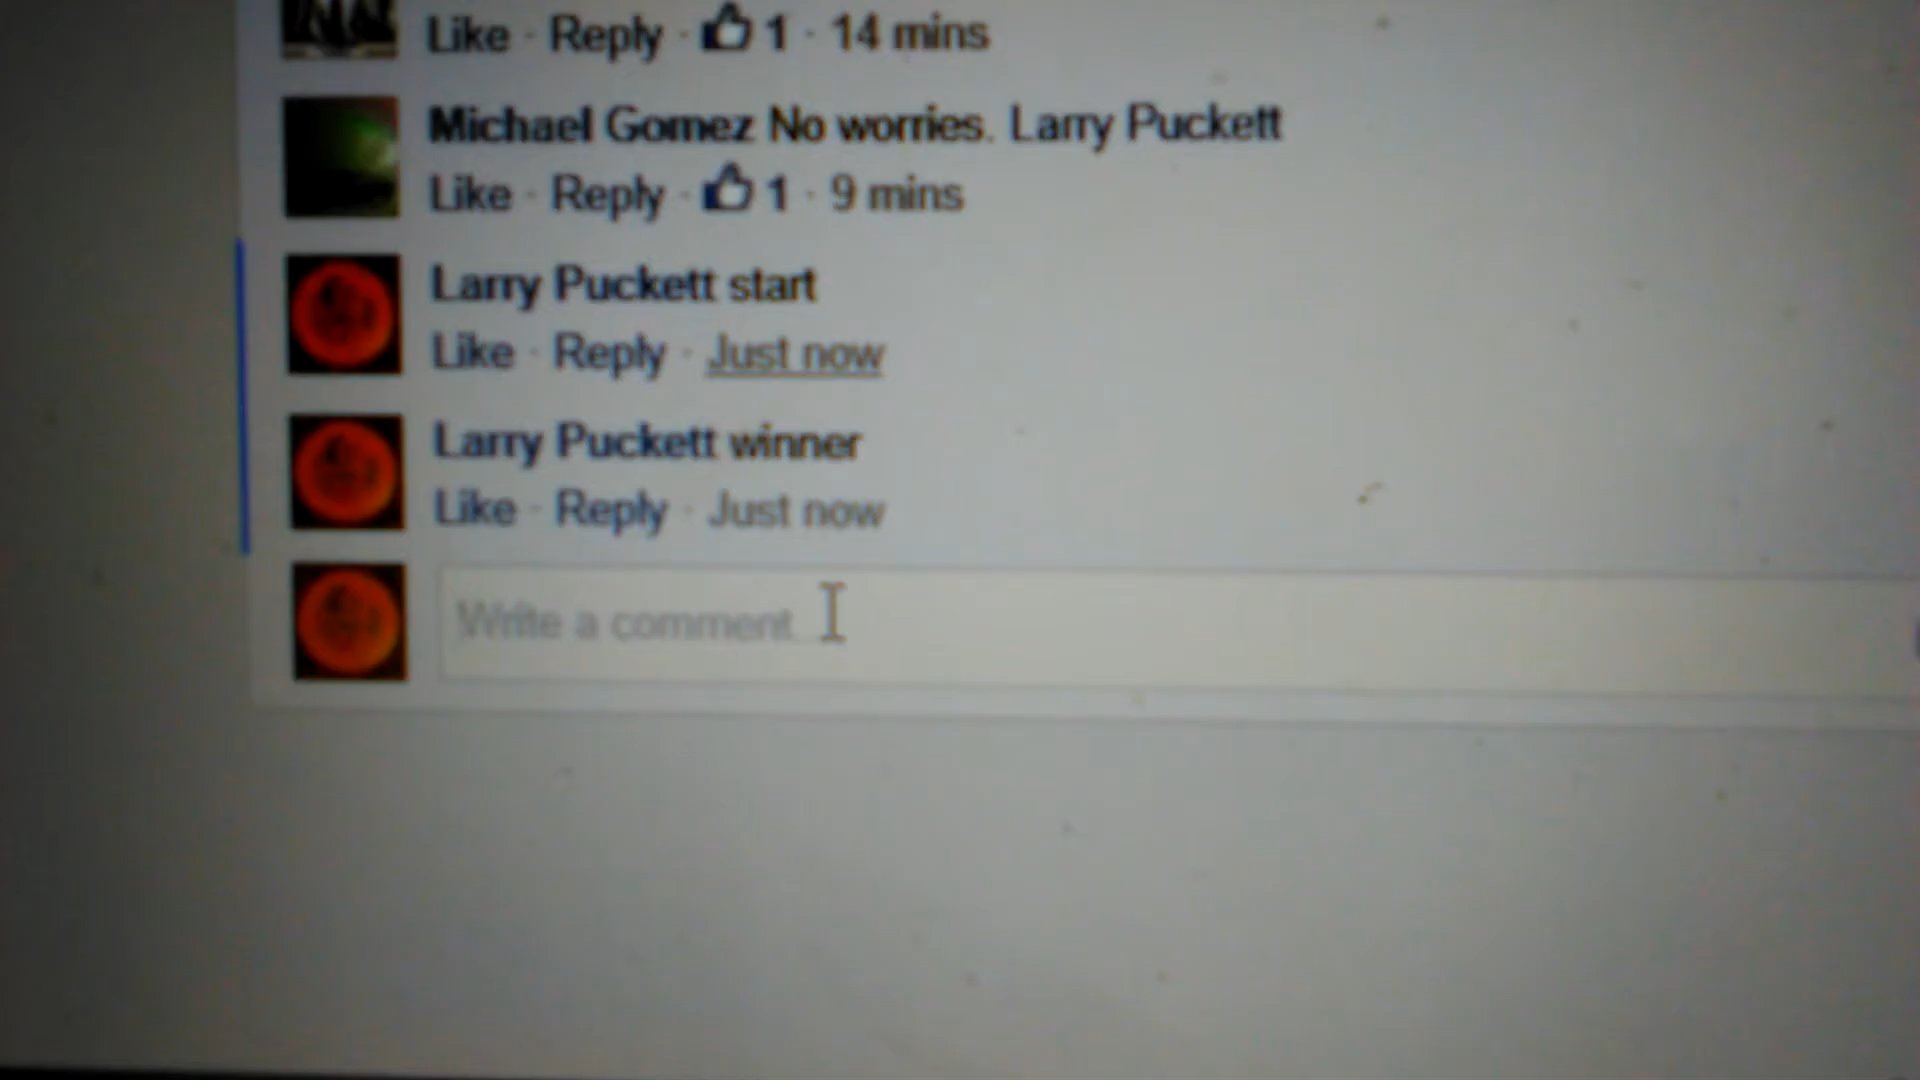 Like · Reply · 1 · 14 mins
Michael Gomez No worries. Larry Puckett
Like · Reply · 1 · 9 mins
Larry Puckett start
Like · Reply · Just now
Larry Puckett winner
Like · Reply · Just now
Write a comment...